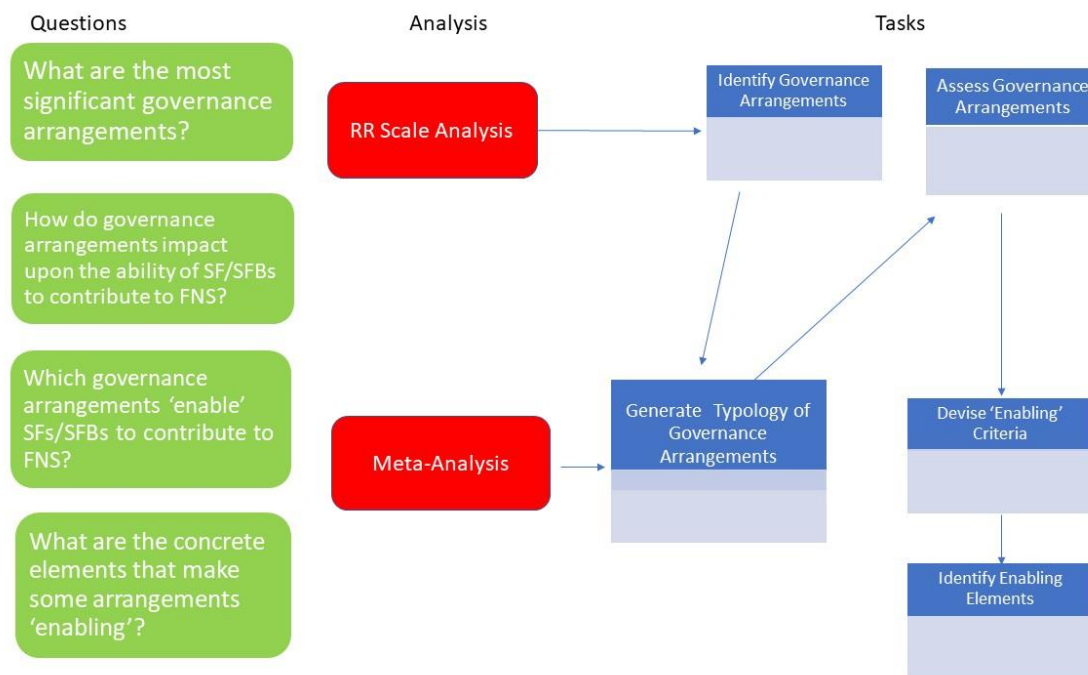 Questions
Analysis
Tasks
What are the most
significant governance
arrangements?
How do governance
arrangements impact
upon the ability of SF/SFBs
to contribute to FNS?
Which governance
arrangements ‘enable’
SFs/SFBs to contribute to
FNS?
What are the concrete
elements that make
some arrangements
‘enabling’?
RR Scale Analysis
Meta-Analysis
Identify Governance
Arrangements
Assess Governance
Arrangements
Generate Typology of
Governance
Arrangements
Devise ‘Enabling’
Criteria
Identify Enabling
Elements